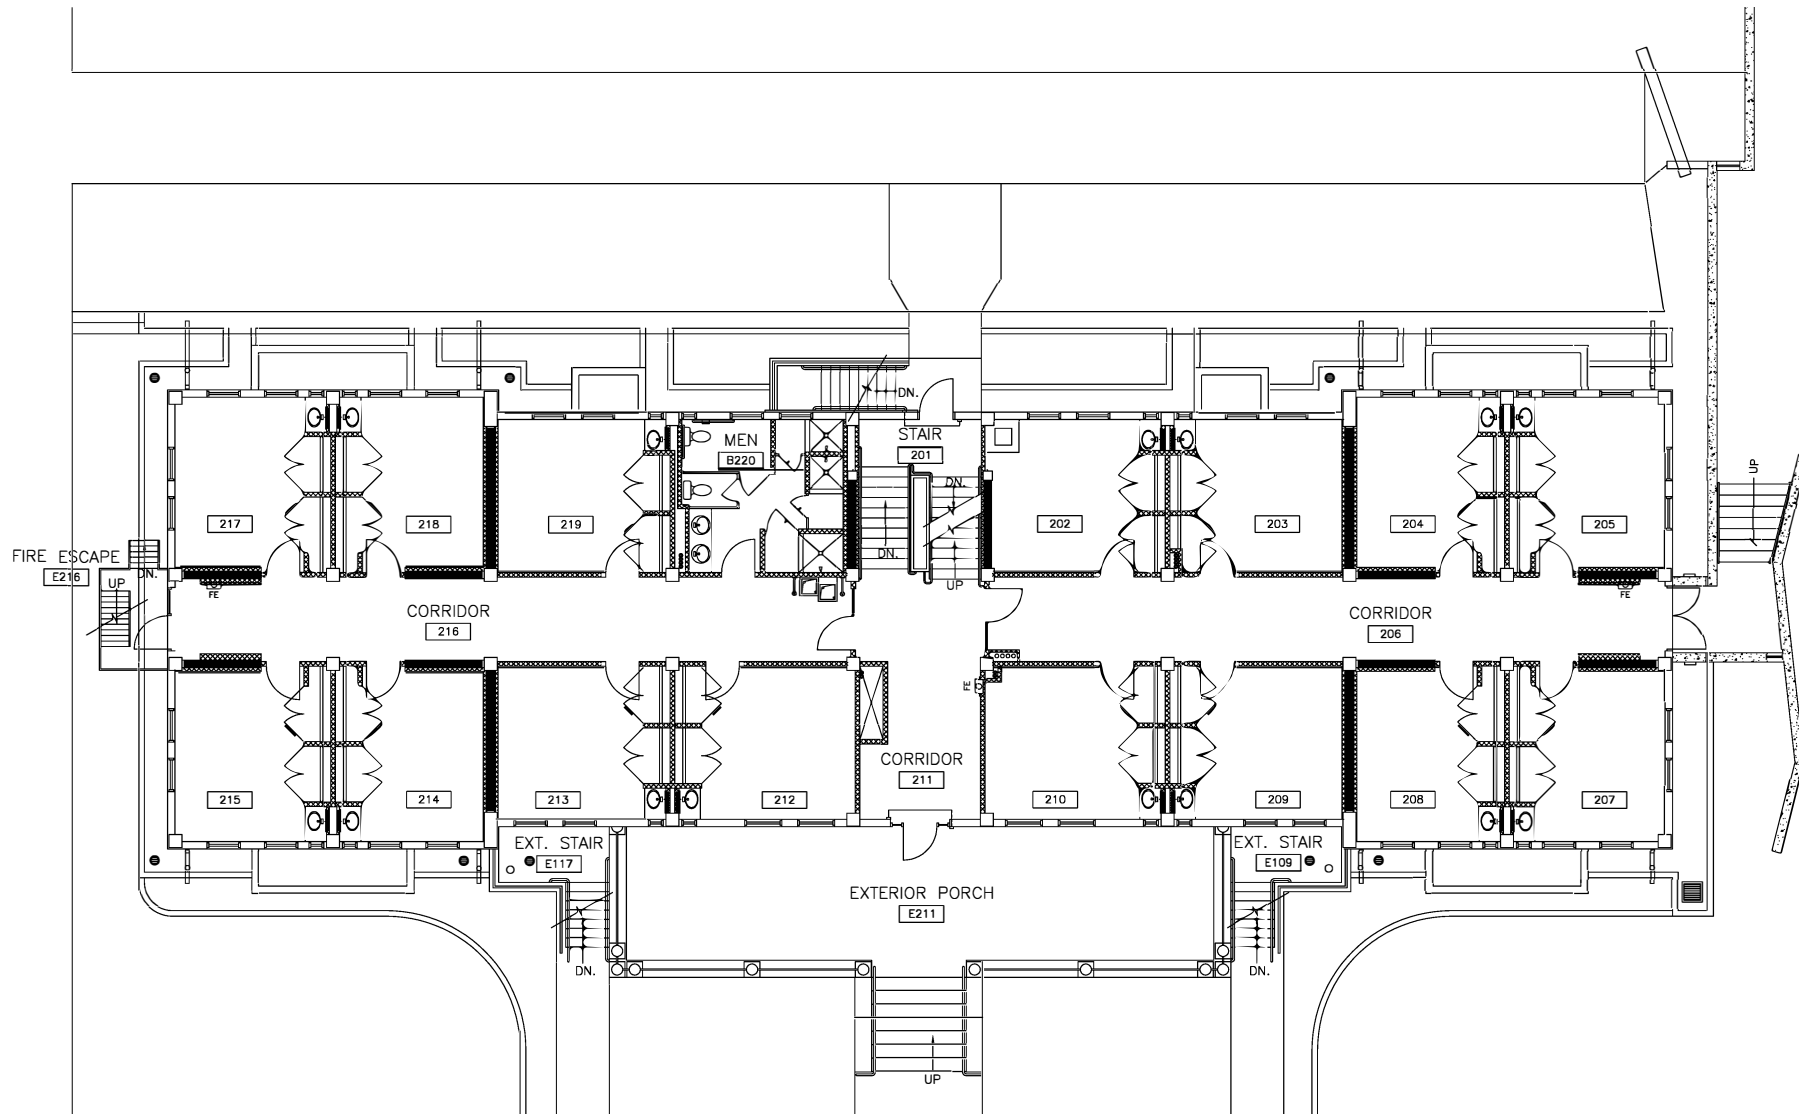 DN.
STAIR
201
MEN
B220
DN.
217
218
219
202
203
204
205
UP
DN.
FIRE ESCAPE
E216
DN.
UP
FE
UP
FE
CORRIDOR
216
CORRIDOR
206
FE
CORRIDOR
211
215
214
213
212
210
209
208
207
EXT. STAIR
E117
EXT. STAIR
E109
EXTERIOR PORCH
E211
DN.
DN.
UP